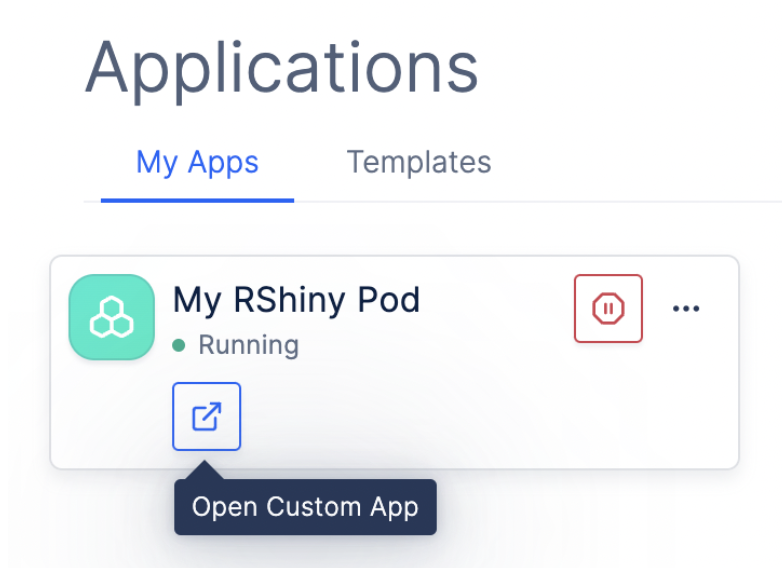 Applications
My Apps
Templates
My RShiny Pod
Running
Open Custom App